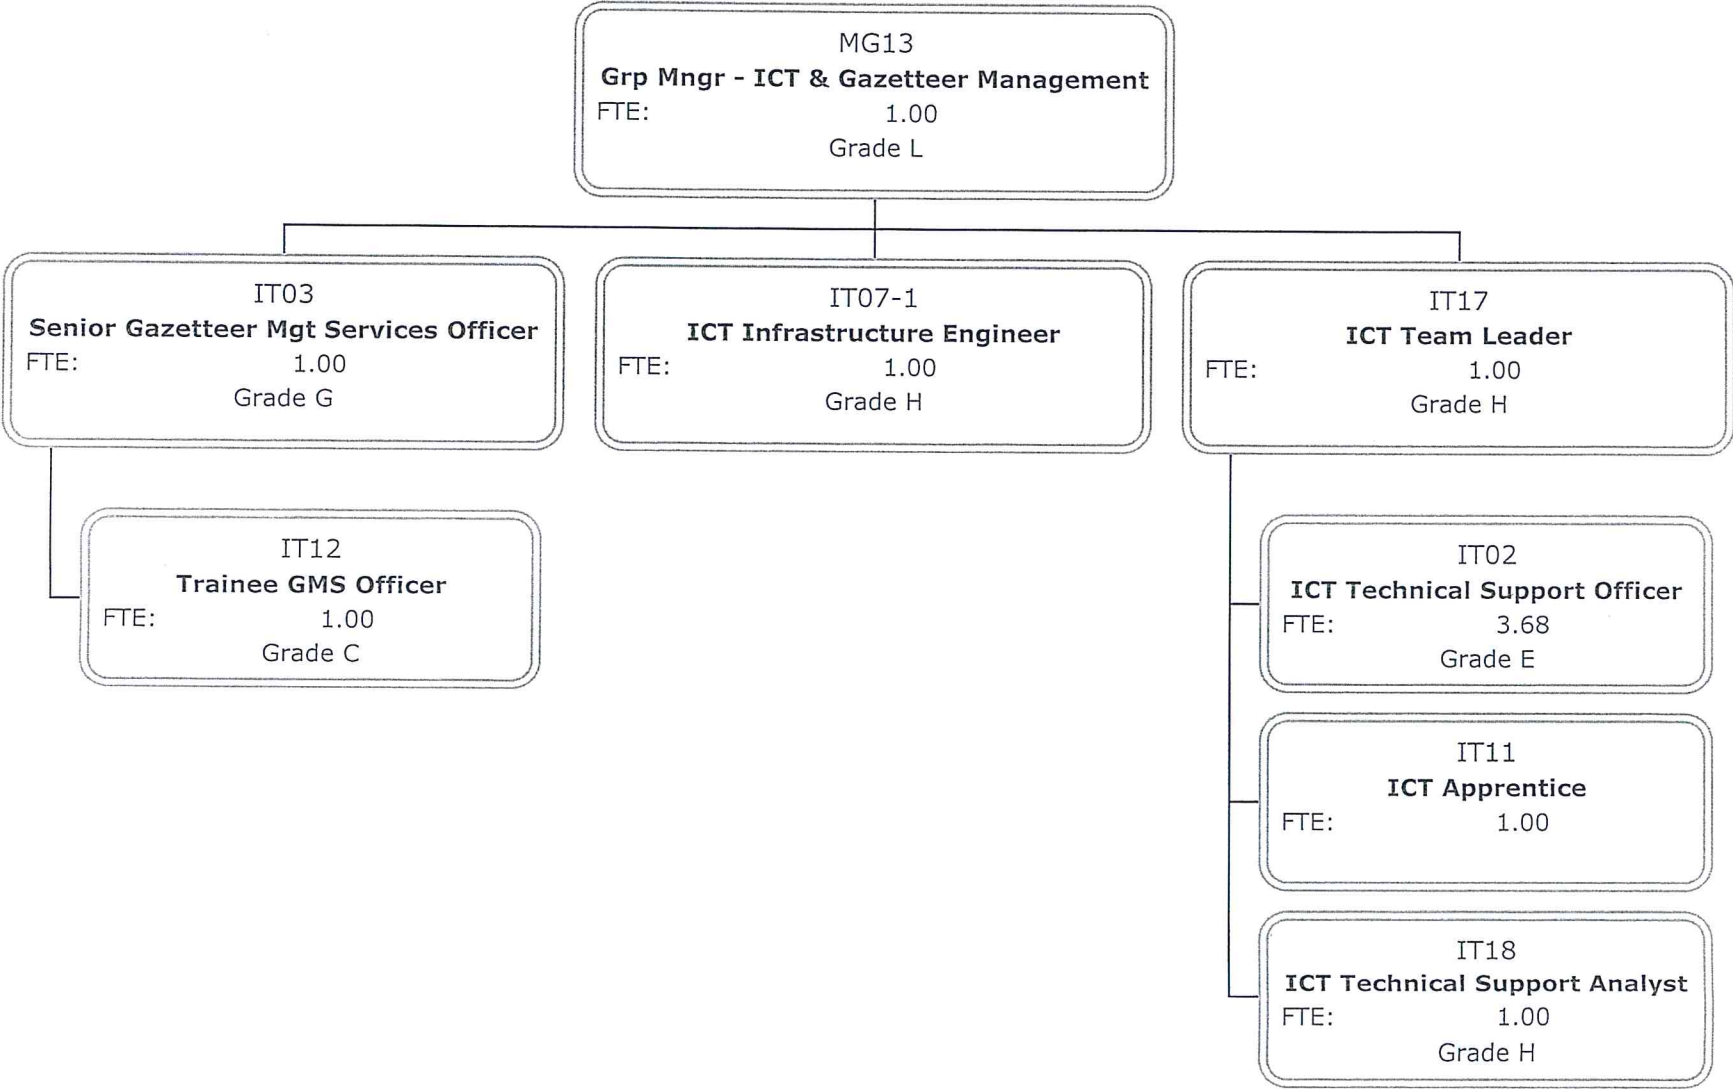 MG13
Grp Mngr - ICT & Gazetteer Management
FTE: 1.00
Grade L
IT03
Senior Gazetteer Mgt Services Officer
FTE: 1.00
Grade G
IT07-1
ICT Infrastructure Engineer
FTE: 1.00
Grade H
IT17
ICT Team Leader
FTE: 1.00
Grade H
IT12
Trainee GMS Officer
FTE: 1.00
Grade C
IT02
ICT Technical Support Officer
FTE: 3.68
Grade E
IT11
ICT Apprentice
FTE: 1.00
IT18
ICT Technical Support Analyst
FTE: 1.00
Grade H